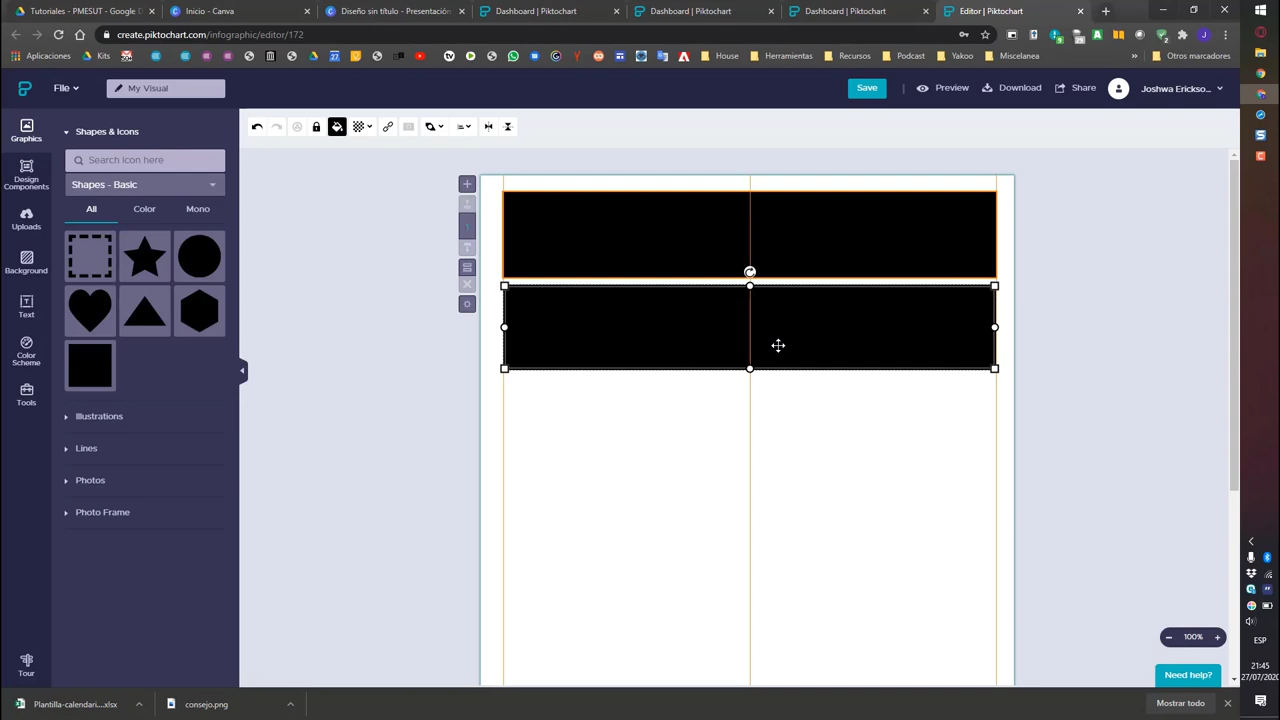 Tutoriales - PMESUT - Google D
Inicio - Canva
Diseño sin título - Presentación
Dashboard | Piktochart
Dashboard | Piktochart
Dashboard | Piktochart
Editor | Piktochart
create.piktochart.com/infographic/editor/172
Aplicaciones
Kits
House
Herramientas
Recursos
Podcast
Yakoo
Miscelanea
»
Otros marcadores
File
My Visual
Save
Preview
Download
Share
Joshwa Erickso...
Graphics
Design
Components
Uploads
Background
Text
Color
Scheme
Tools
Tour
Shapes & Icons
Search icon here
Shapes - Basic
All
Color
Mono
Illustrations
Lines
Photos
Photo Frame
1
100%
Need help?
ESP
21:45
27/07/2020
Plantilla-calendari....xlsx
consejo.png
Mostrar todo